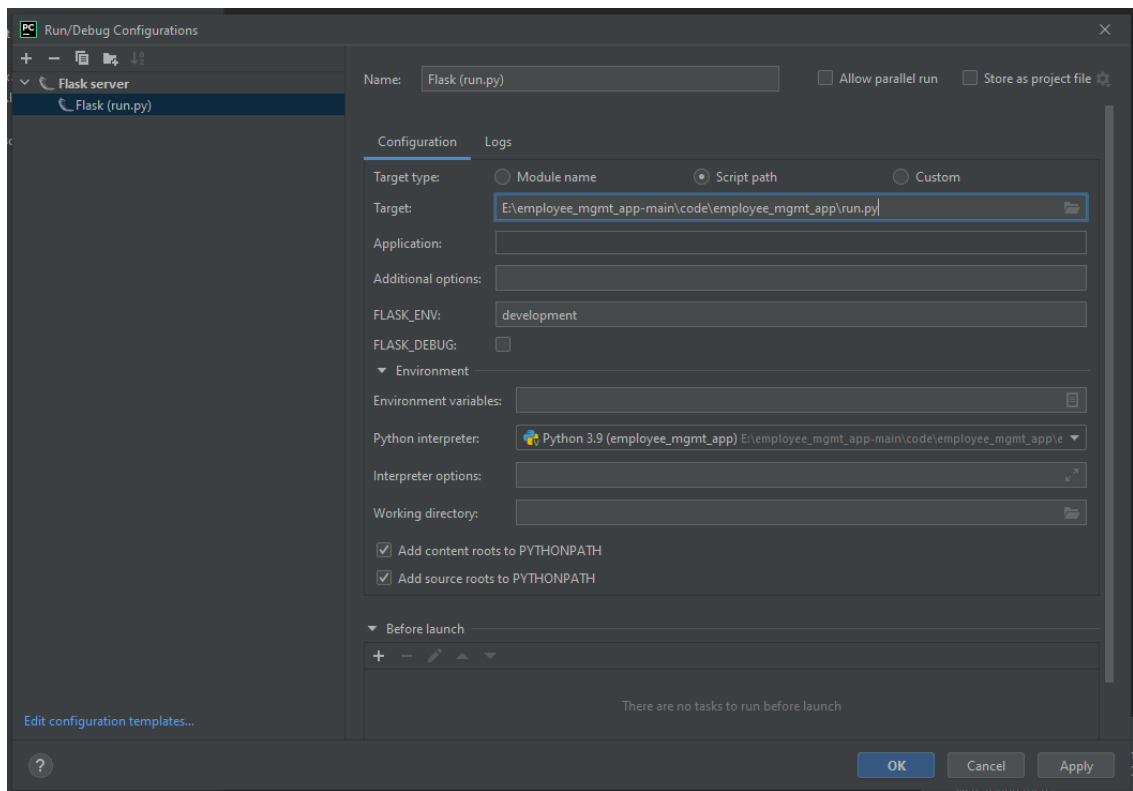 PC Run/Debug Configurations
Flask server
Flask (run.py)
Edit configuration templates...
Name: Flask (run.py) Allow parallel run Store as project file
Configuration Logs
Target type: Module name Script path Custom
Target: E:\employee_mgmt_app-main\code\employee_mgmt_app\run.py
Application:
Additional options:
FLASK_ENV: development
FLASK_DEBUG:
Environment
Environment variables:
Python interpreter: Python 3.9 (employee_mgmt_app) E:\employee_mgmt_app-main\code\employee_mgmt_app\e
Interpreter options:
Working directory:
Add content roots to PYTHONPATH
Add source roots to PYTHONPATH
Before launch
There are no tasks to run before launch
? OK Cancel Apply